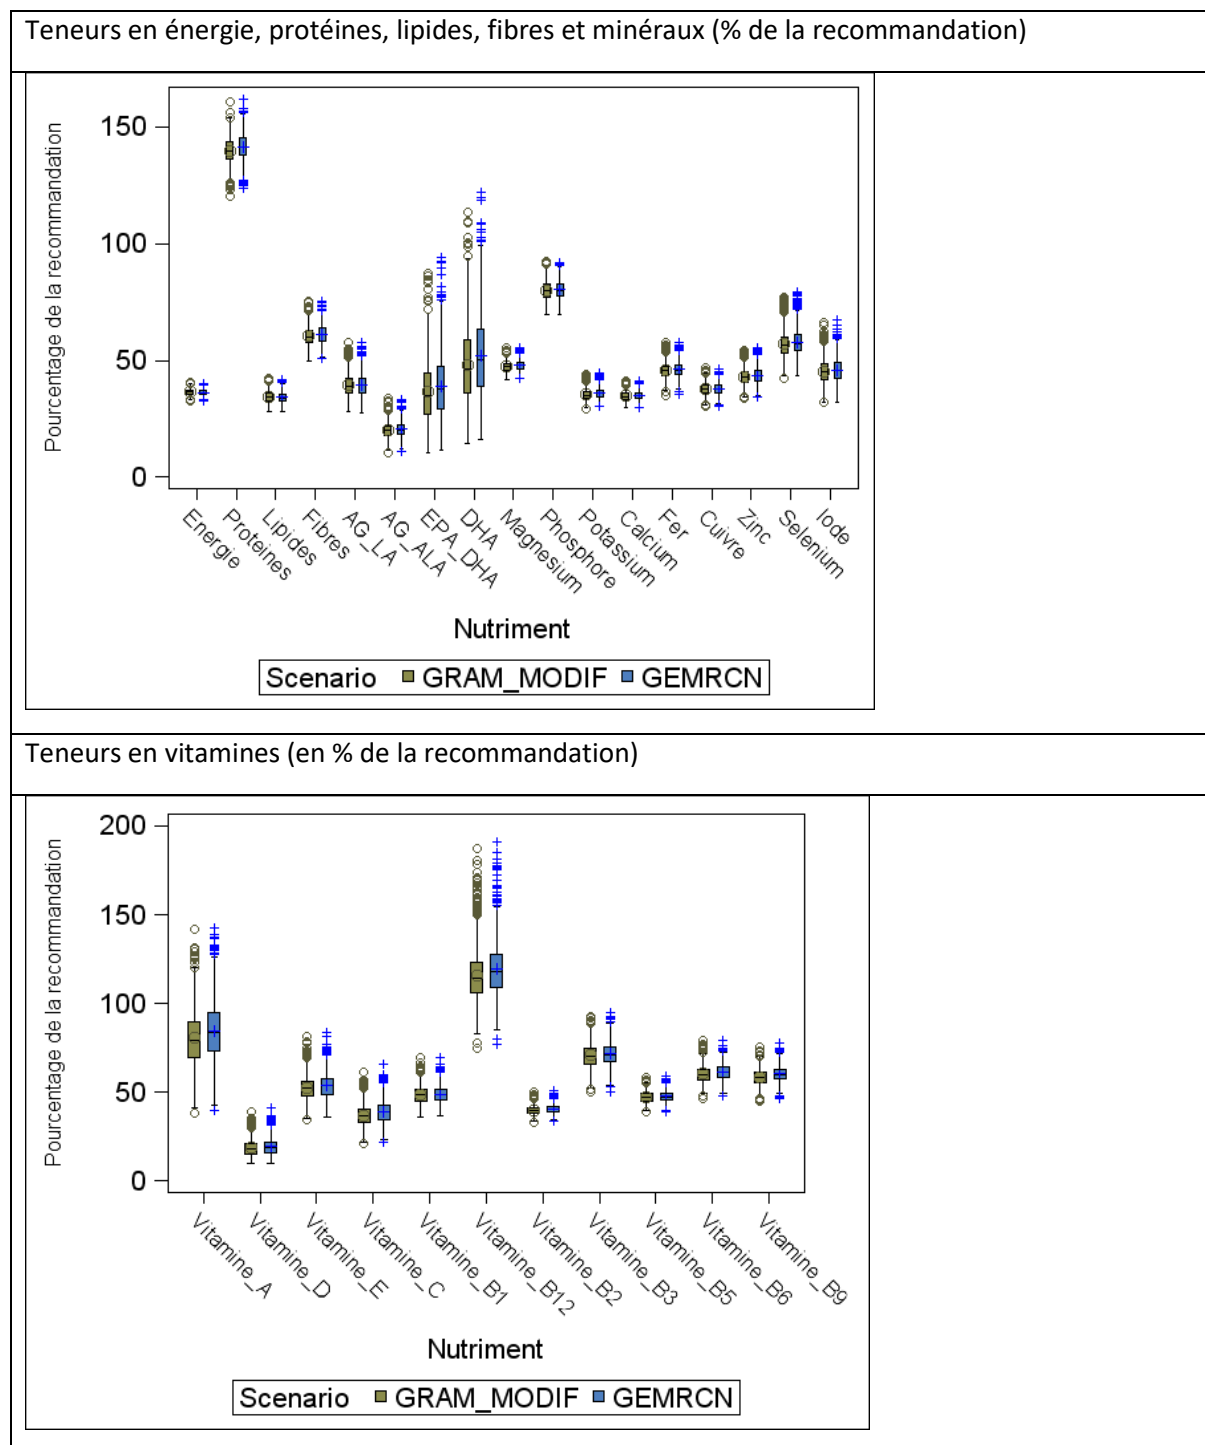 Teneurs en énergie, protéines, lipides, fibres et minéraux (% de la recommandation)
Pourcentage de la recommandation
150
100
50
0
Energie
Proteines
Lipides
Fibres
AG_LA
AG_ALA
EPA_DHA
DHA
Magnesium
Phosphore
Potassium
Calcium
Fer
Cuivre
Zinc
Selenium
Iode
Nutriment
Scenario GRAM_MODIF GEMRCN
Teneurs en vitamines (en % de la recommandation)
Pourcentage de la recommandation
200
150
100
50
0
Vitamine_A
Vitamine_D
Vitamine_E
Vitamine_C
Vitamine_B1
Vitamine_B12
Vitamine_B2
Vitamine_B3
Vitamine_B5
Vitamine_B6
Vitamine_B9
Nutriment
Scenario GRAM_MODIF GEMRCN